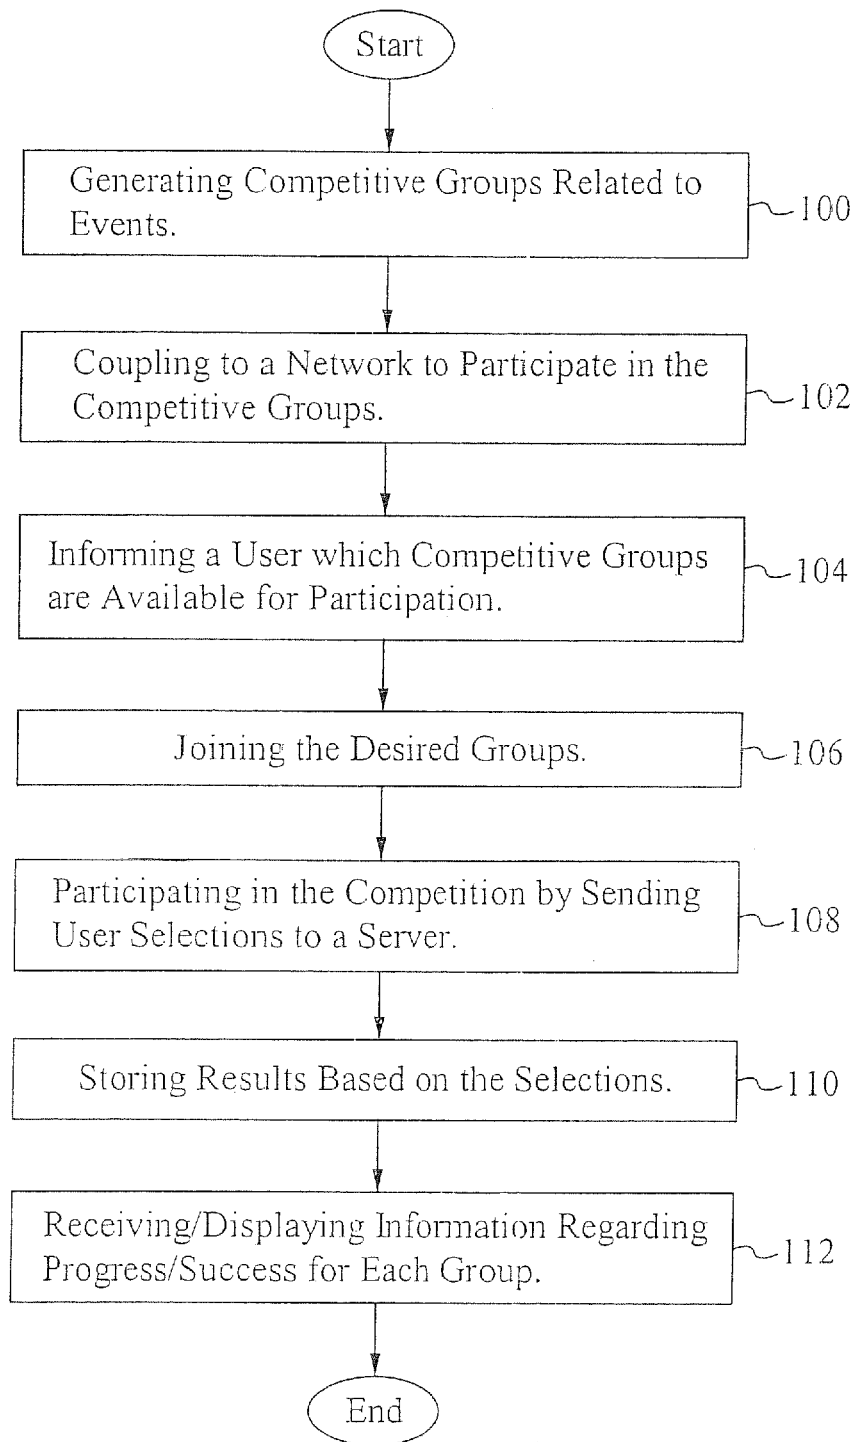 Start
Generating Competitive Groups Related to
Events.
100
Coupling to a Network to Participate in the
Competitive Groups.
102
Informing a User which Competitive Groups
are Available for Participation.
104
Joining the Desired Groups.
106
Participating in the Competition by Sending
User Selections to a Server.
108
Storing Results Based on the Selections.
110
Receiving/Displaying Information Regarding
Progress/Success for Each Group.
112
End